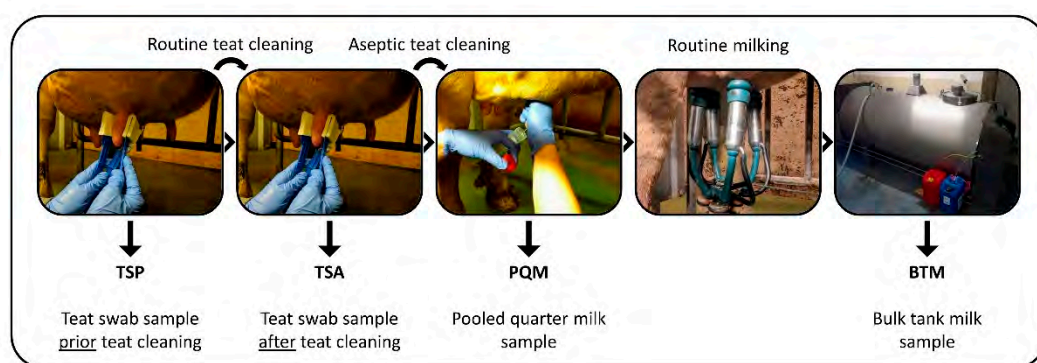 Routine teat cleaning
Aseptic teat cleaning
Routine milking
TSP
TSA
PQM
BTM
Teat swab sample
prior teat cleaning
Teat swab sample
after teat cleaning
Pooled quarter milk
sample
Bulk tank milk
sample